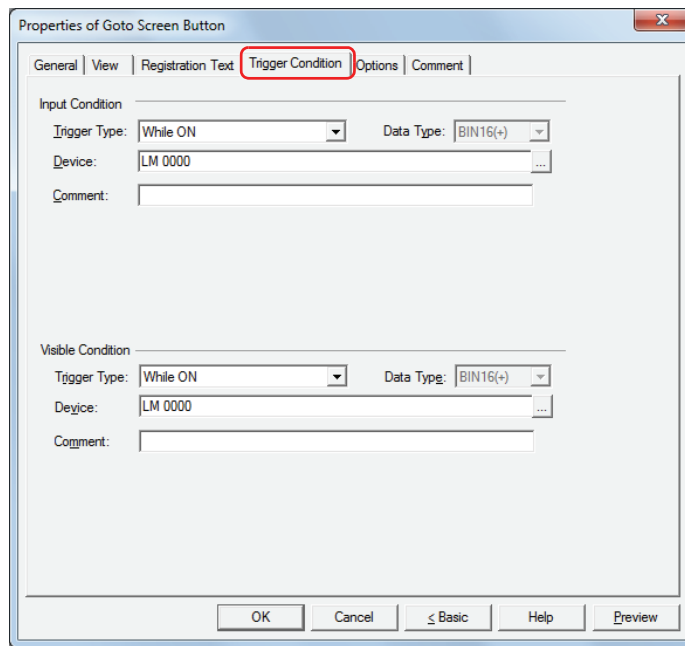 Properties of Goto Screen Button
General View Registration Text Trigger Condition Options Comment
Input Condition
Trigger Type: While ON Data Type: BIN16(+)
Device: LM 0000 ...
Comment:
Visible Condition
Trigger Type: While ON Data Type: BIN16(+)
Device: LM 0000 ...
Comment:
OK Cancel < Basic Help Preview